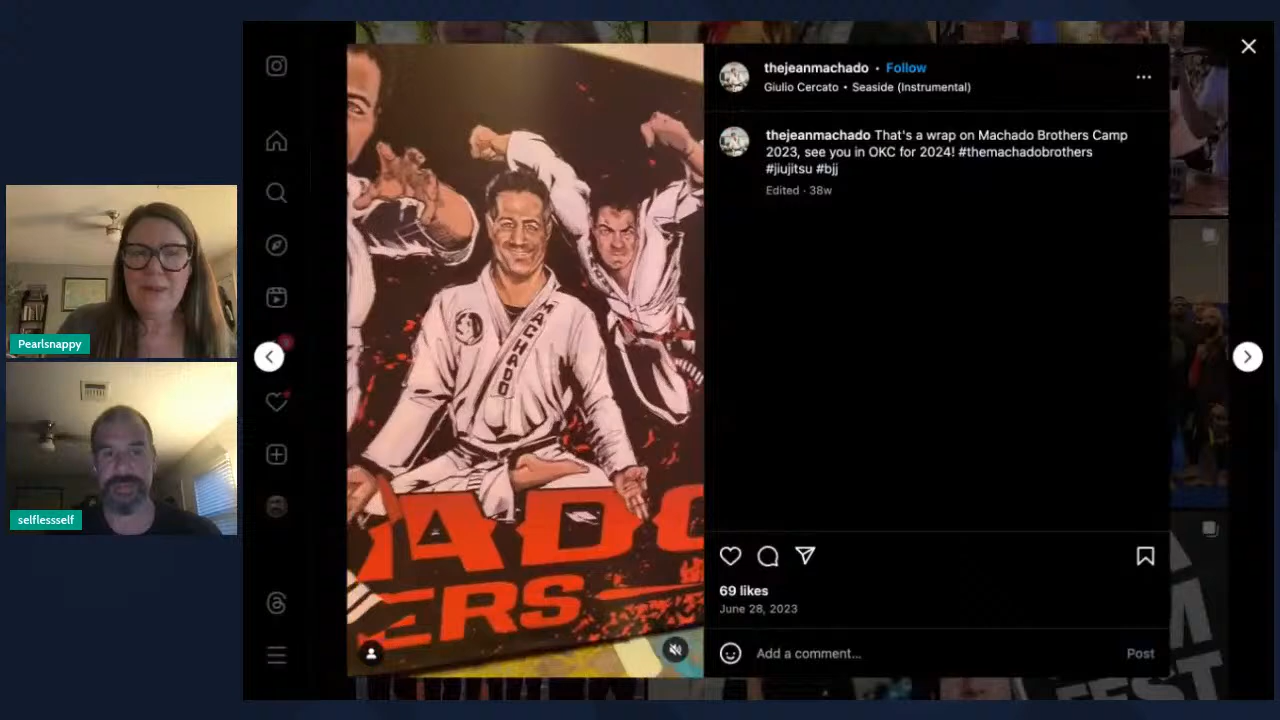 Pearlsnappy
selflessself
MACHADO
ADO
ERS
thejeanmachado • Follow
Giulio Cercato • Seaside (Instrumental)
thejeanmachado That's a wrap on Machado Brothers Camp
2023, see you in OKC for 2024! #themachadobrothers
#jiujitsu #bjj
Edited · 38w
69 likes
June 28, 2023
Add a comment...
Post
EST